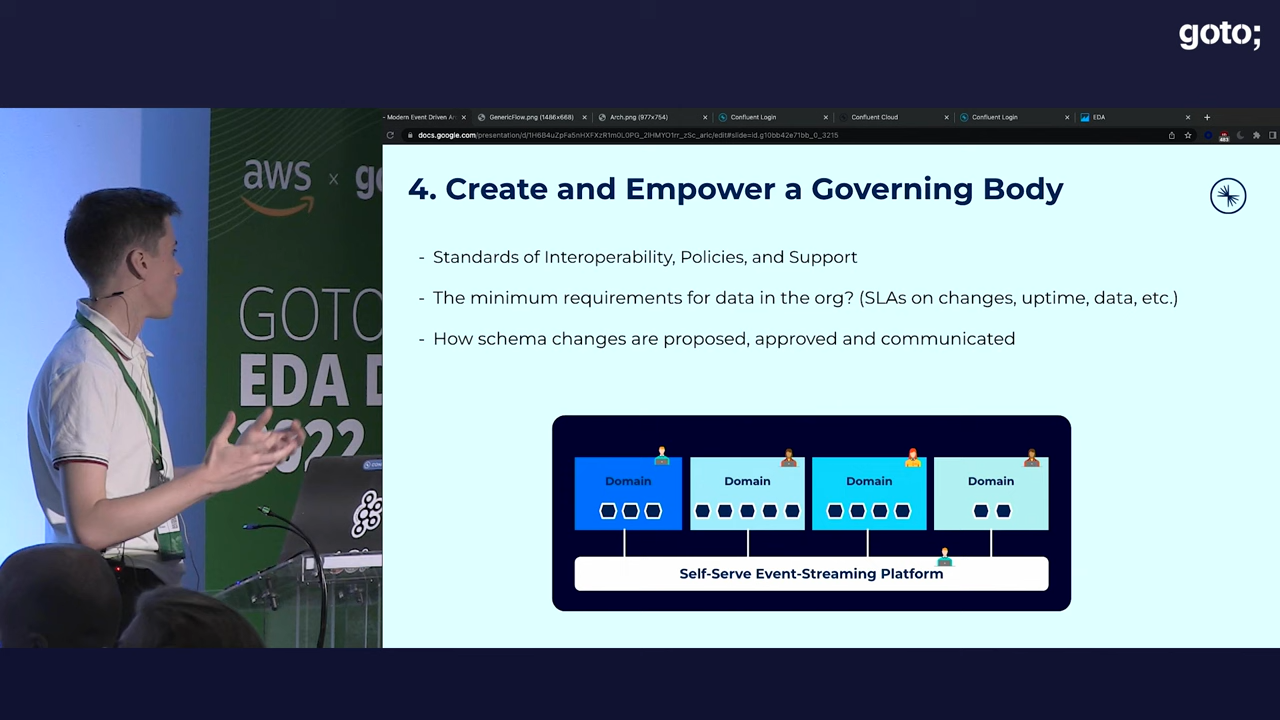 goto;
- Modern Event Driven Ar
GenericFlow.png (1486×668)
Arch.png (977×754)
Confluent Login
Confluent Cloud
Confluent Login
EDA
4. Create and Empower a Governing Body
- Standards of Interoperability, Policies, and Support
- The minimum requirements for data in the org? (SLAs on changes, uptime, data, etc.)
- How schema changes are proposed, approved and communicated
Domain
Domain
Domain
Domain
Self-Serve Event-Streaming Platform
aws x go
GOTO
EDA D
2022